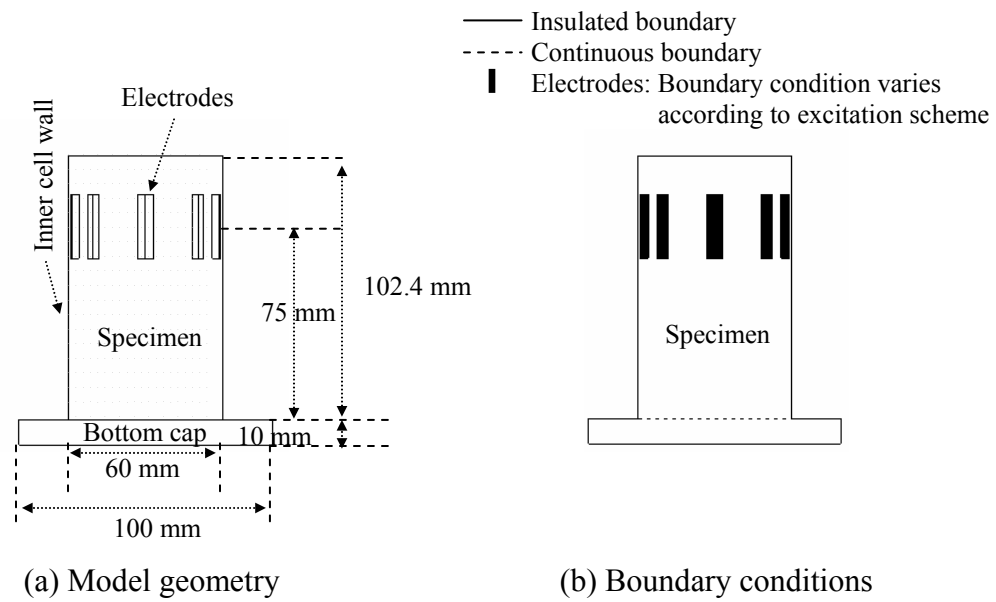 Insulated boundary
Continuous boundary
Electrodes: Boundary condition varies
according to excitation scheme
Electrodes
Inner cell wall
102.4 mm
75 mm
Specimen
Bottom cap
10 mm
60 mm
100 mm
Specimen
(a) Model geometry
(b) Boundary conditions